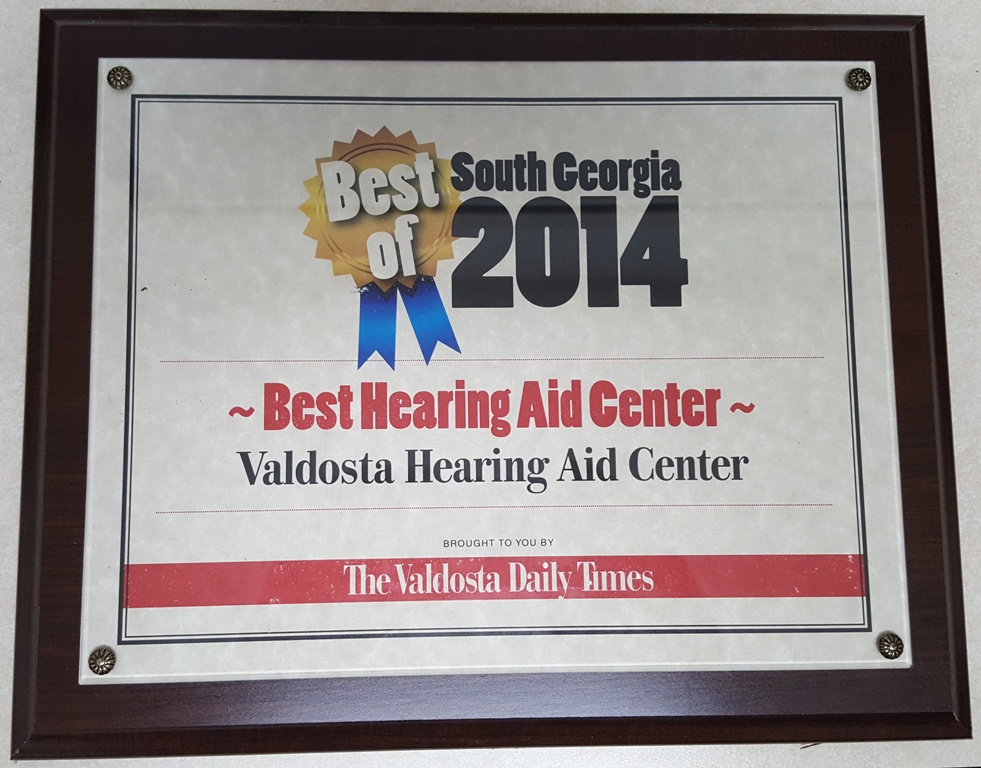 Best of
South Georgia
2014
~ Best Hearing Aid Center ~
Valdosta Hearing Aid Center
BROUGHT TO YOU BY
The Valdosta Daily Times